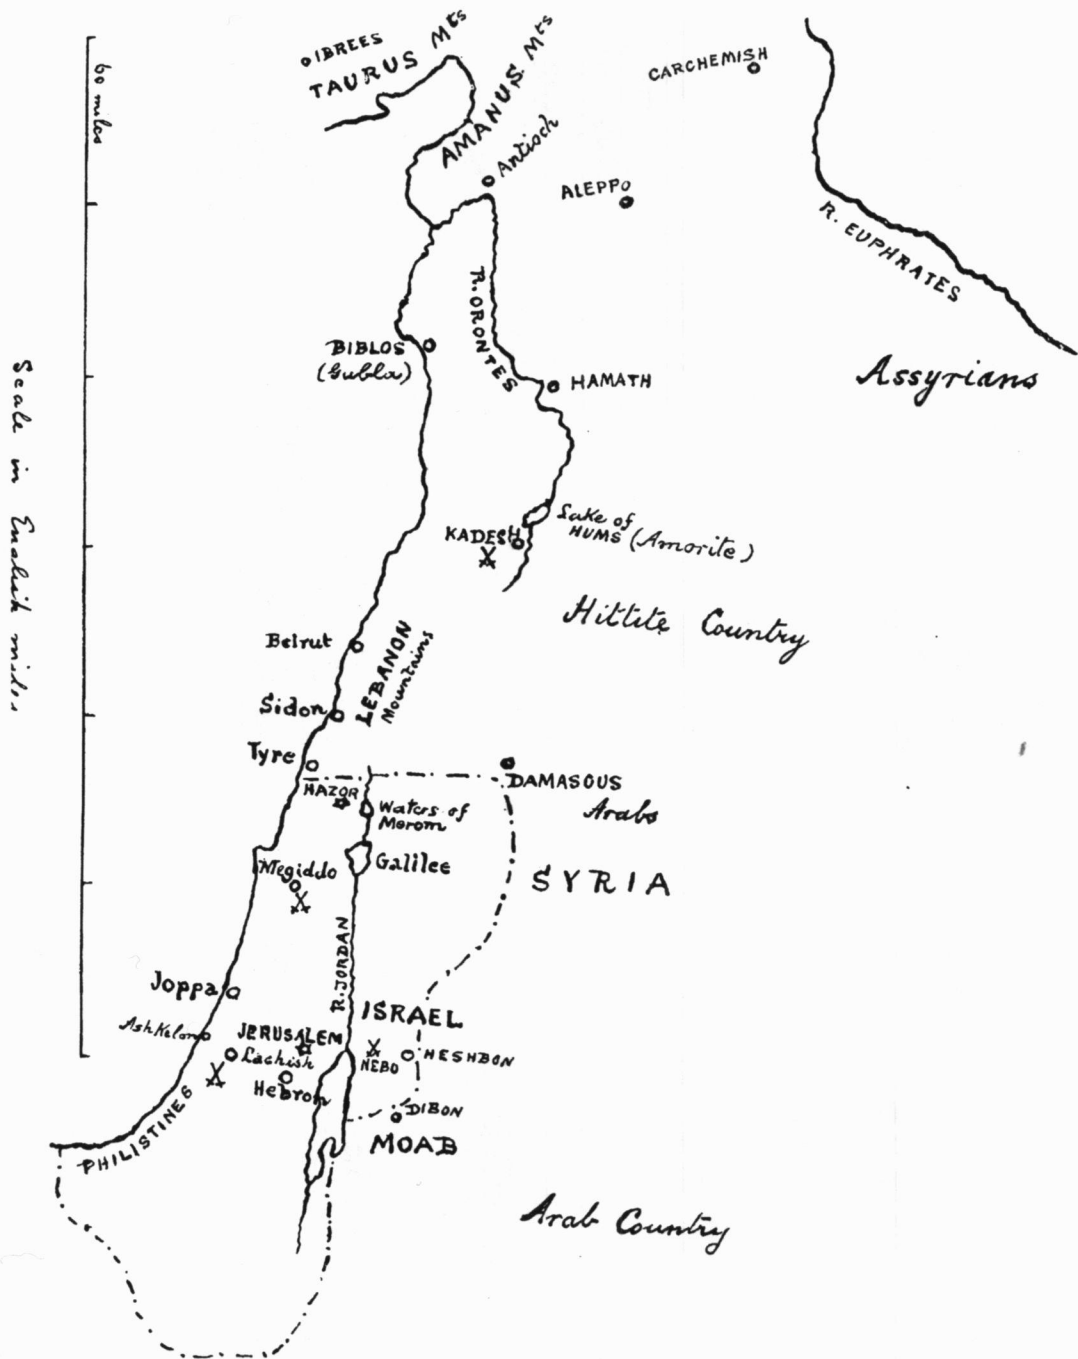 IBREES
TAURUS Mts
AMANUS Mts
CARCHEMISH
60 miles
Antioch
ALEPPO
R. EUPHRATES
R. ORONTES
BIBLOS
(Gubla)
HAMATH
Assyrians
Scale in English miles
Lake of
HUMS (Amorite)
KADESH
Hittite Country
Beirut
LEBANON
Mountains
Sidon
Tyre
DAMASOUS
HAZOR
Waters of
Merom
Arabs
Megiddo
Galilee
SYRIA
R. JORDAN
Joppa
ISRAEL
AshKelon
JERUSALEM
Lachish
NEBO
HESHBON
Hebron
DIBON
PHILISTINES
MOAB
Arab Country